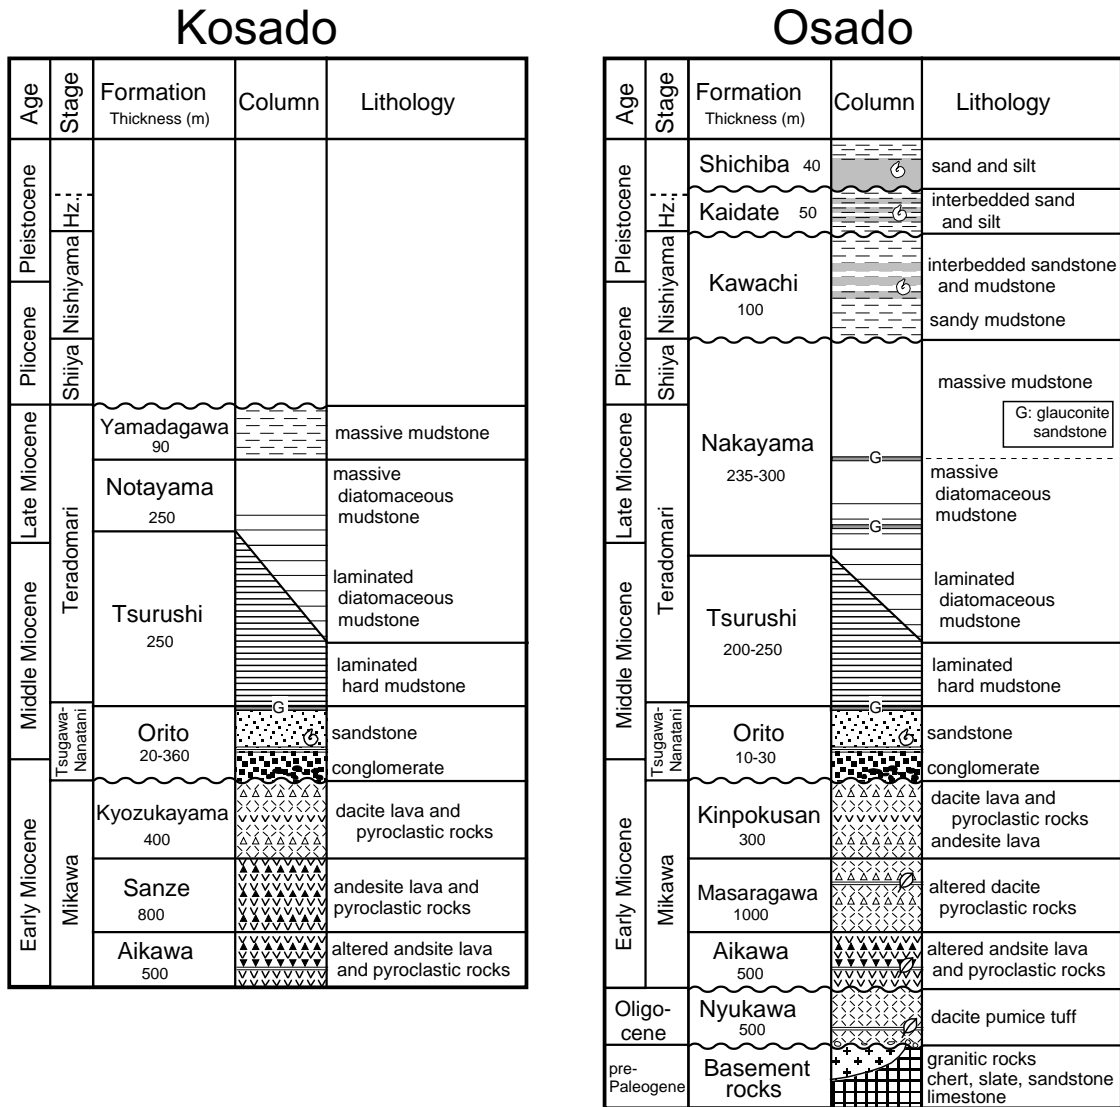 Kosado
Age
Stage
Formation
Thickness (m)
Column
Lithology
Pleistocene
Pliocene
Late Miocene
Middle Miocene
Early Miocene
Hz.
Nishiyama
Shiiya
Teradomari
Tsugawa-
Nanatani
Mikawa
Yamadagawa
90
massive mudstone
Notayama
250
massive
diatomaceous
mudstone
Tsurushi
250
laminated
diatomaceous
mudstone
laminated
hard mudstone
G
Orito
20-360
sandstone
conglomerate
Kyozukayama
400
dacite lava and
pyroclastic rocks
Sanze
800
andesite lava and
pyroclastic rocks
Aikawa
500
altered andsite lava
and pyroclastic rocks
Osado
Age
Stage
Formation
Thickness (m)
Column
Lithology
Pleistocene
Pliocene
Late Miocene
Middle Miocene
Early Miocene
Oligo-
cene
pre-
Paleogene
Hz.
Nishiyama
Shiiya
Teradomari
Tsugawa-
Nanatani
Mikawa
Shichiba 40
sand and silt
Kaidate 50
interbedded sand
and silt
Kawachi
100
interbedded sandstone
and mudstone
sandy mudstone
Nakayama
235-300
massive mudstone
G: glauconite
sandstone
G
massive
diatomaceous
mudstone
G
Tsurushi
200-250
laminated
diatomaceous
mudstone
laminated
hard mudstone
G
Orito
10-30
sandstone
conglomerate
Kinpokusan
300
dacite lava and
pyroclastic rocks
andesite lava
Masaragawa
1000
altered dacite
pyroclastic rocks
Aikawa
500
altered andsite lava
and pyroclastic rocks
Nyukawa
500
dacite pumice tuff
Basement
rocks
granitic rocks
chert, slate, sandstone
limestone